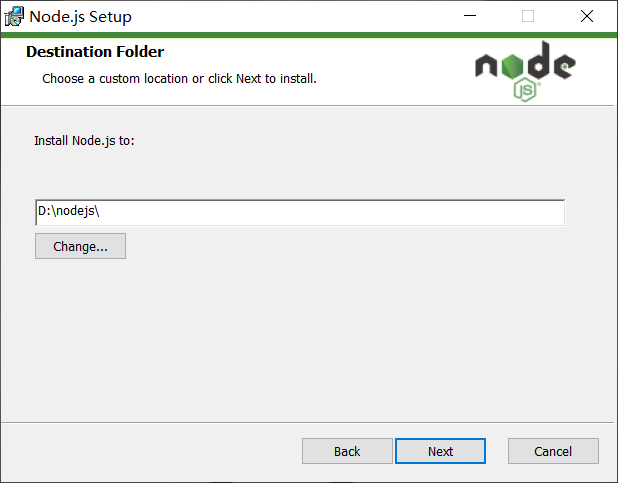 Node.js Setup
Destination Folder
Choose a custom location or click Next to install.
node
JS
Install Node.js to:
D:\nodejs\
Change...
Back
Next
Cancel